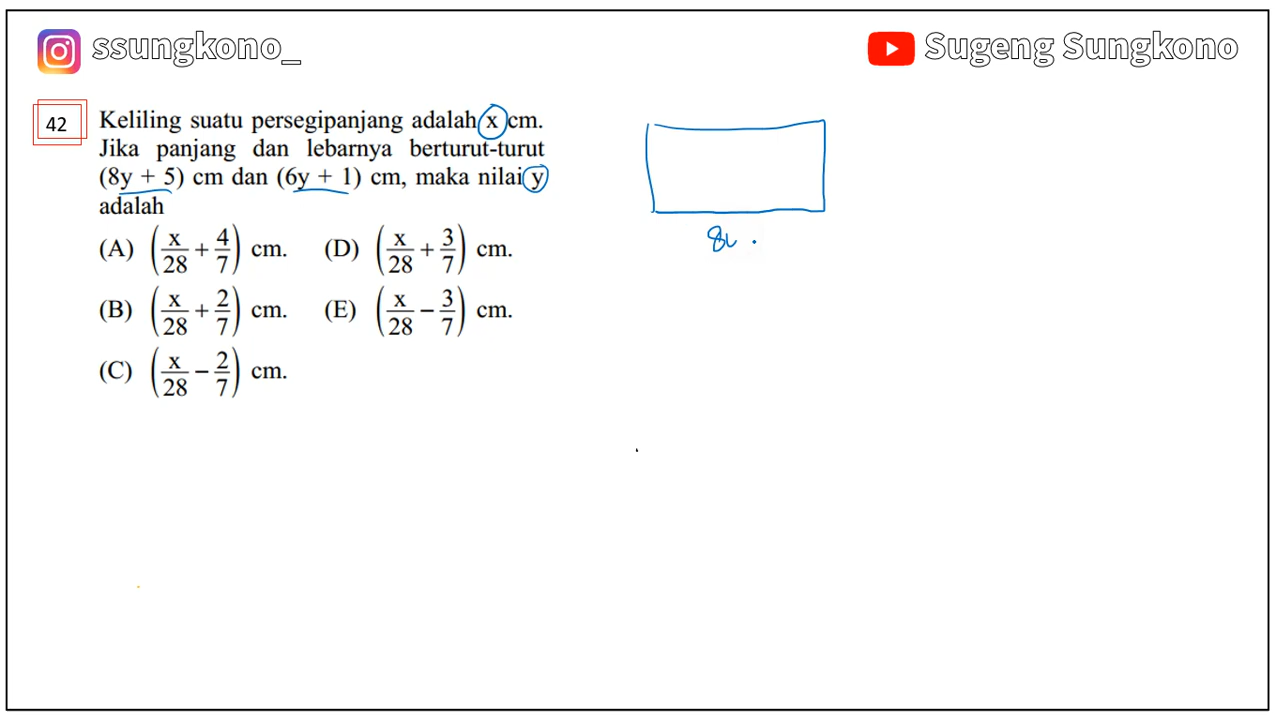 ssungkono_
Sugeng Sungkono
42
Keliling suatu persegipanjang adalah x cm.
Jika panjang dan lebarnya berturut-turut
(8y + 5) cm dan (6y + 1) cm, maka nilai y
adalah
(A) (x/28 + 4/7) cm. (D) (x/28 + 3/7) cm.
(B) (x/28 + 2/7) cm. (E) (x/28 − 3/7) cm.
(C) (x/28 − 2/7) cm.